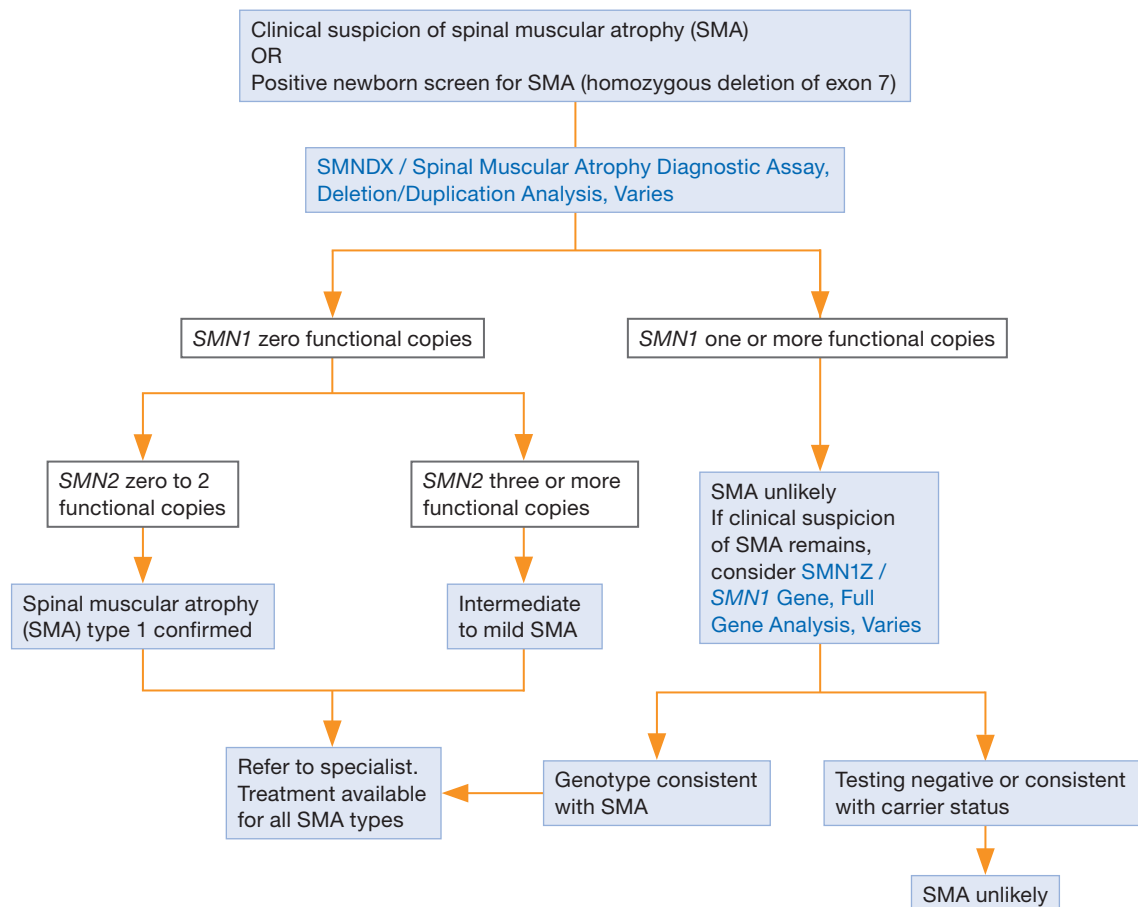 Clinical suspicion of spinal muscular atrophy (SMA)
OR
Positive newborn screen for SMA (homozygous deletion of exon 7)
SMNDX / Spinal Muscular Atrophy Diagnostic Assay,
Deletion/Duplication Analysis, Varies
SMN1 zero functional copies
SMN1 one or more functional copies
SMN2 zero to 2
functional copies
SMN2 three or more
functional copies
SMA unlikely
If clinical suspicion
of SMA remains,
consider SMN1Z /
SMN1 Gene, Full
Gene Analysis, Varies
Spinal muscular atrophy
(SMA) type 1 confirmed
Intermediate
to mild SMA
Refer to specialist.
Treatment available
for all SMA types
Genotype consistent
with SMA
Testing negative or consistent
with carrier status
SMA unlikely